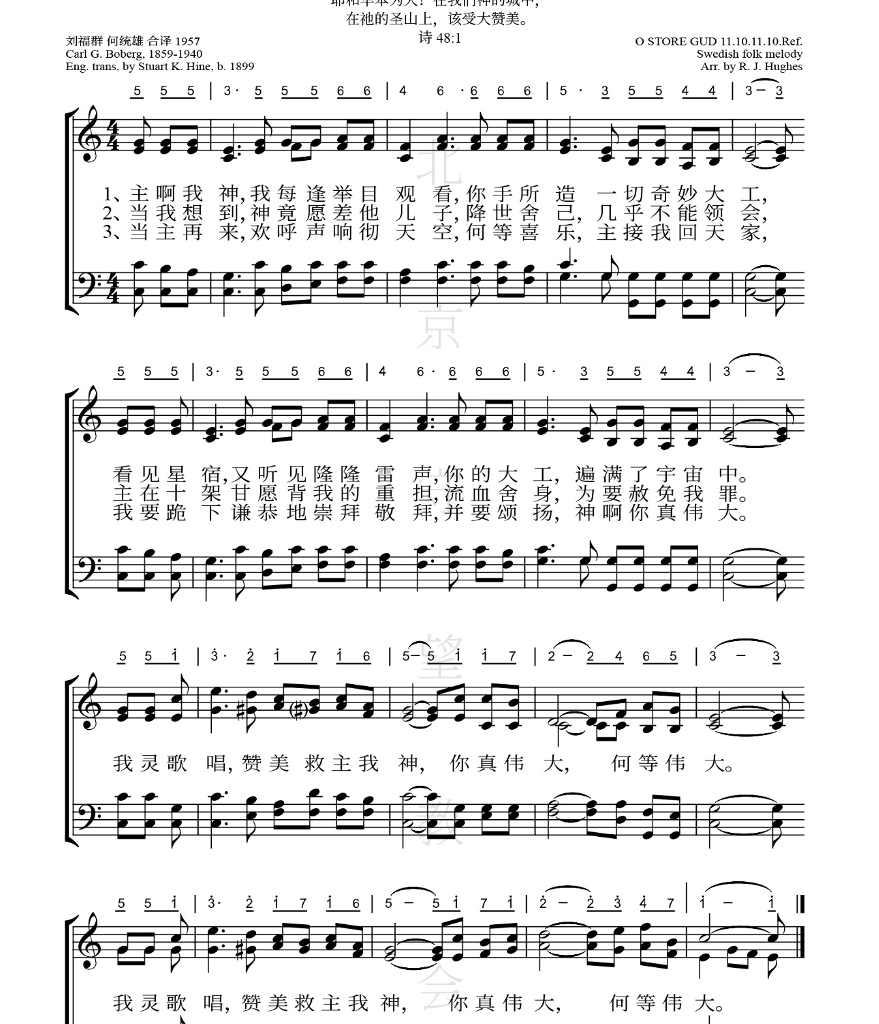 耶和华本为大！在我们神的城中，
在祂的圣山上，该受大赞美。
诗 48:1
刘福群 何统雄 合译 1957
Carl G. Boberg, 1859-1940
Eng. trans, by Stuart K. Hine, b. 1899
O STORE GUD 11.10.11.10.Ref.
Swedish folk melody
Arr. by R. J. Hughes
5 5 5 | 3· 5 5 5 6 6 | 4 6 · 6 5 6 6 | 5 · 3 5 5 4 4 | 3 – 3
1、主啊我 神,我每逢举目 观看,你手所 造 一切奇妙大工,
2、当我想 到,神竟愿差他 儿子,降世舍 己,几乎不能领会,
3、当主再 来,欢呼声响彻 天空,何等喜 乐,主接我回天家,
5 5 5 | 3· 5 5 5 6 6 | 4 6 · 6 6 6 6 | 5 · 3 5 5 4 4 | 3 – 3
看见星 宿,又听见隆隆 雷声,你的大 工,遍满了宇宙中。
主在十 架甘愿背我的 重担,流血舍 身,为要赦免我罪。
我要跪 下谦恭地崇拜 敬拜,并要颂 扬,神啊你真伟大。
5 5 i | 3 · 2 i 7 i 6 | 5–5 i i 7 | 2 – 2 4 6 5 | 3 – 3
我灵歌 唱,赞美救主我 神,你真伟 大,何等伟 大。
5 5 i | 3· 2 i 7 i 6 | 5 – 5 i i 7 i | 2 – 2 3 4 7 | i – i
我灵歌 唱,赞美救主我 神,你真伟 大,何等伟 大。
北京守望教会